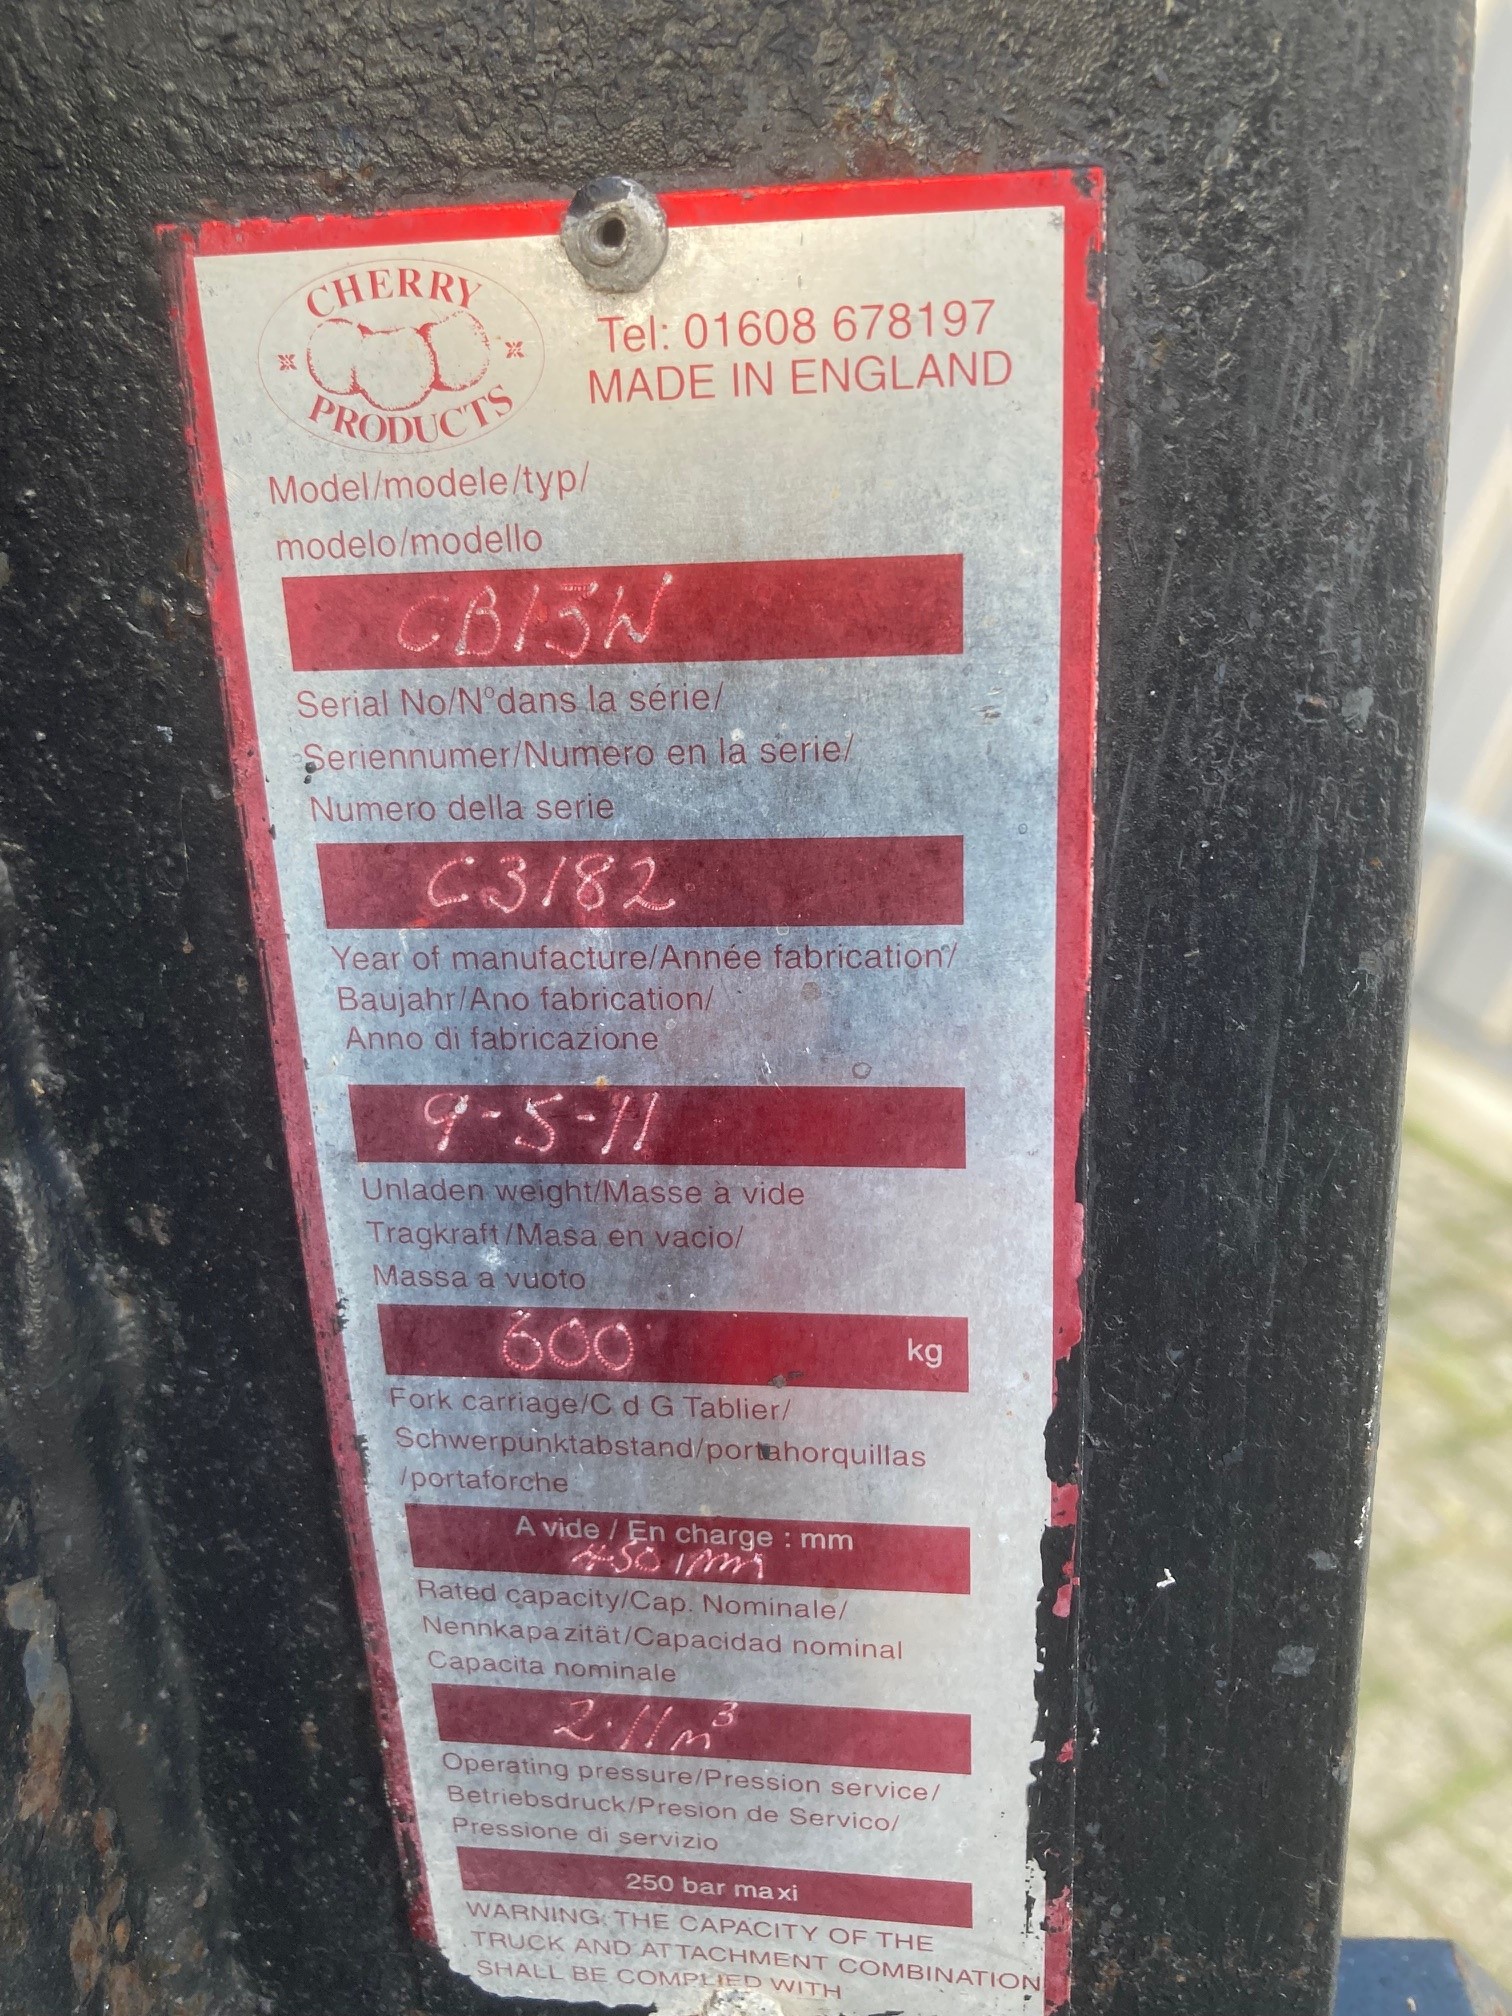 CHERRY
PRODUCTS
Tel: 01608 678197
MADE IN ENGLAND
Model/modele/typ/
modelo/modello
CB13N
Serial No/N°dans la série/
Seriennumer/Numero en la serie/
Numero della serie
C3182
Year of manufacture/Année fabrication/
Baujahr/Ano fabrication/
Anno di fabricazione
9-5-11
Unladen weight/Masse à vide
Tragkraft/Masa en vacio/
Massa a vuoto
600 kg
Fork carriage/C d G Tablier/
Schwerpunktabstand/portahorquillas
/portaforche
A vide / En charge : mm
450 mm
Rated capacity/Cap. Nominale/
Nennkapazität/Capacidad nominal
Capacita nominale
2.11m³
Operating pressure/Pression service/
Betriebsdruck/Presion de Servico/
Pressione di servizio
250 bar maxi
WARNING: THE CAPACITY OF THE
TRUCK AND ATTACHMENT COMBINATION
SHALL BE COMPLIED WITH